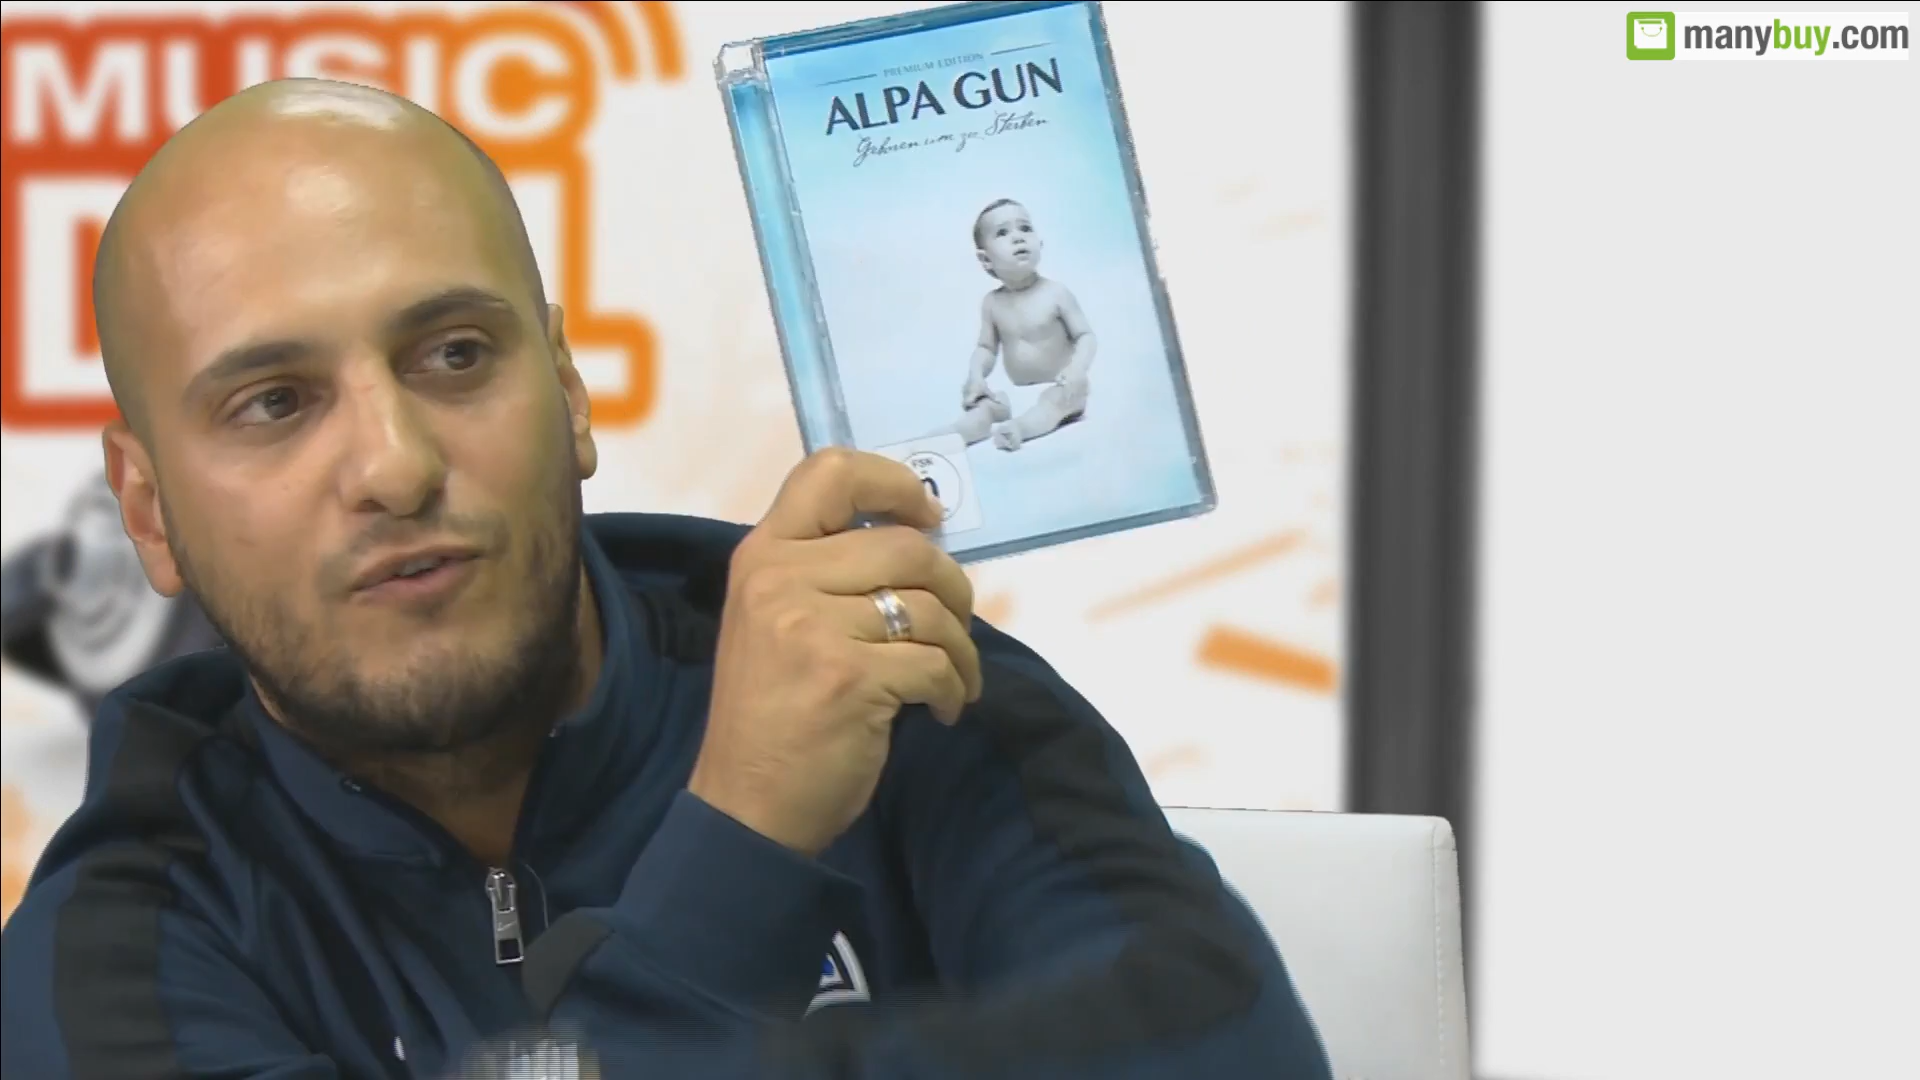 MUSIC
manybuy.com
PREMIUM EDITION
ALPA GUN
Geboren um zu Sterben
FSK